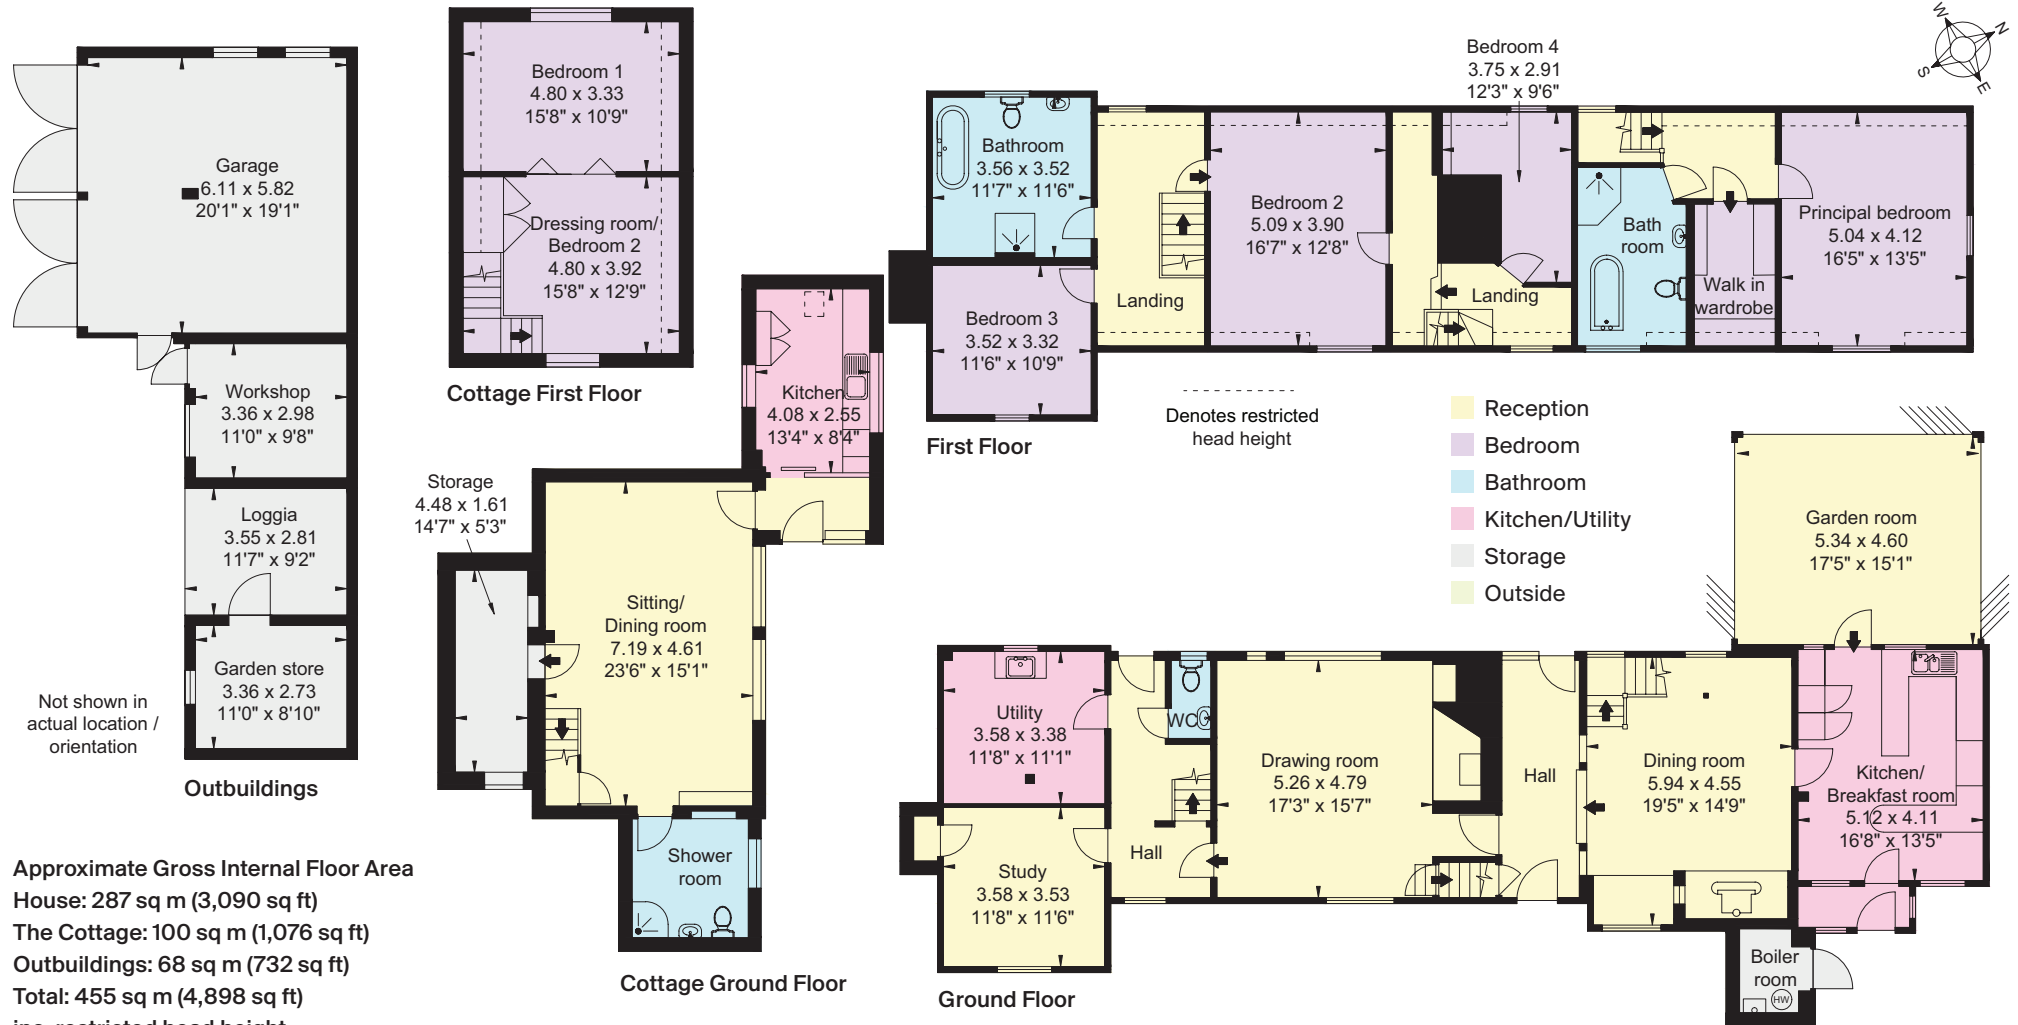 Garage
6.11 x 5.82
20'1" x 19'1"
Workshop
3.36 x 2.98
11'0" x 9'8"
Loggia
3.55 x 2.81
11'7" x 9'2"
Garden store
3.36 x 2.73
11'0" x 8'10"
Not shown in
actual location /
orientation
Outbuildings
Bedroom 1
4.80 x 3.33
15'8" x 10'9"
Dressing room/
Bedroom 2
4.80 x 3.92
15'8" x 12'9"
Cottage First Floor
Kitchen
4.08 x 2.55
13'4" x 8'4"
Storage
4.48 x 1.61
14'7" x 5'3"
Sitting/
Dining room
7.19 x 4.61
23'6" x 15'1"
Shower
room
Cottage Ground Floor
Bathroom
3.56 x 3.52
11'7" x 11'6"
Bedroom 3
3.52 x 3.32
11'6" x 10'9"
Landing
Bedroom 2
5.09 x 3.90
16'7" x 12'8"
Bedroom 4
3.75 x 2.91
12'3" x 9'6"
Landing
Bath
room
Walk in
wardrobe
Principal bedroom
5.04 x 4.12
16'5" x 13'5"
W
N
S
E
First Floor
Denotes restricted
head height
Reception
Bedroom
Bathroom
Kitchen/Utility
Storage
Outside
Garden room
5.34 x 4.60
17'5" x 15'1"
Utility
3.58 x 3.38
11'8" x 11'1"
WC
Study
3.58 x 3.53
11'8" x 11'6"
Hall
Drawing room
5.26 x 4.79
17'3" x 15'7"
Hall
Dining room
5.94 x 4.55
19'5" x 14'9"
Kitchen/
Breakfast room
5.12 x 4.11
16'8" x 13'5"
Boiler
room
HW
Ground Floor
Approximate Gross Internal Floor Area
House: 287 sq m (3,090 sq ft)
The Cottage: 100 sq m (1,076 sq ft)
Outbuildings: 68 sq m (732 sq ft)
Total: 455 sq m (4,898 sq ft)
inc. restricted head height